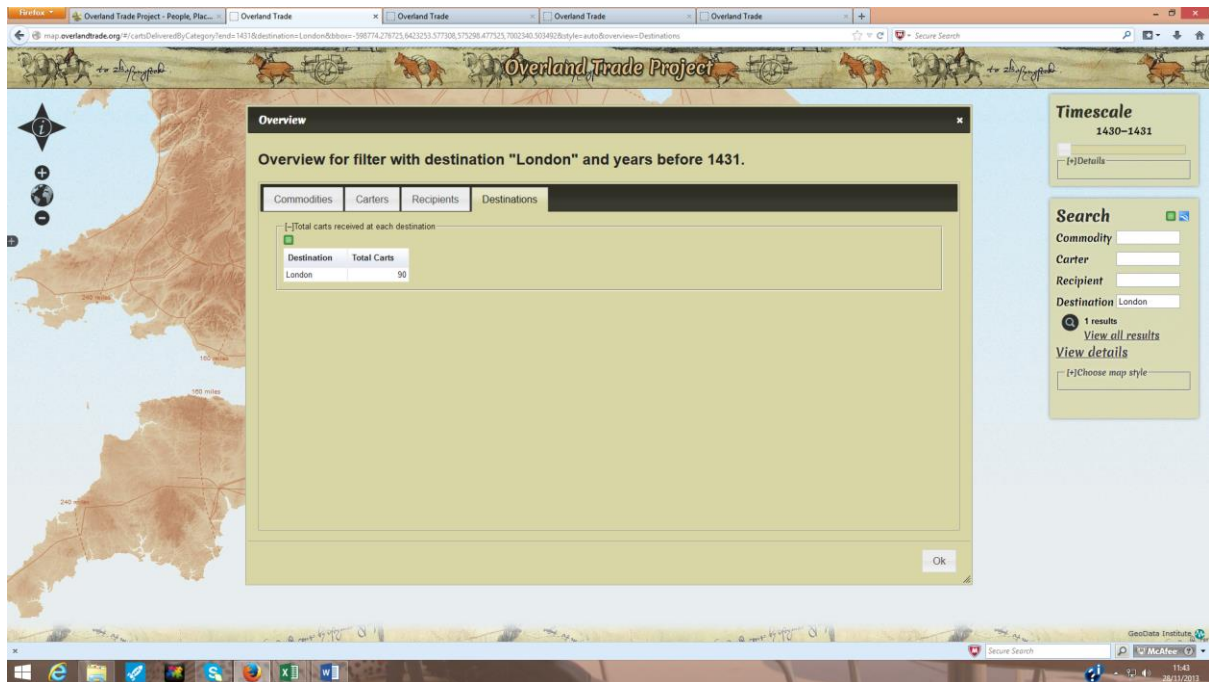 Firefox
Overland Trade Project - People, Plac...
Overland Trade
Overland Trade
Overland Trade
Overland Trade
map.overlandtrade.org/#/cartsDeliveredByCategory?end=1431&destination=London&bbox=-598774.276725,6423253.577308,575298.477525,7002340.503492&style=auto&overview=Destinations
Secure Search
Overland Trade Project
Overview
Overview for filter with destination "London" and years before 1431.
Commodities Carters Recipients Destinations
[-]Total carts received at each destination
Destination Total Carts
London 90
Ok
Timescale
1430–1431
[+]Details
Search
Commodity
Carter
Recipient
Destination London
1 results
View all results
View details
[+]Choose map style
240 miles
160 miles
160 miles
240 miles
GeoData Institute
Secure Search
McAfee
11:43
28/11/2013